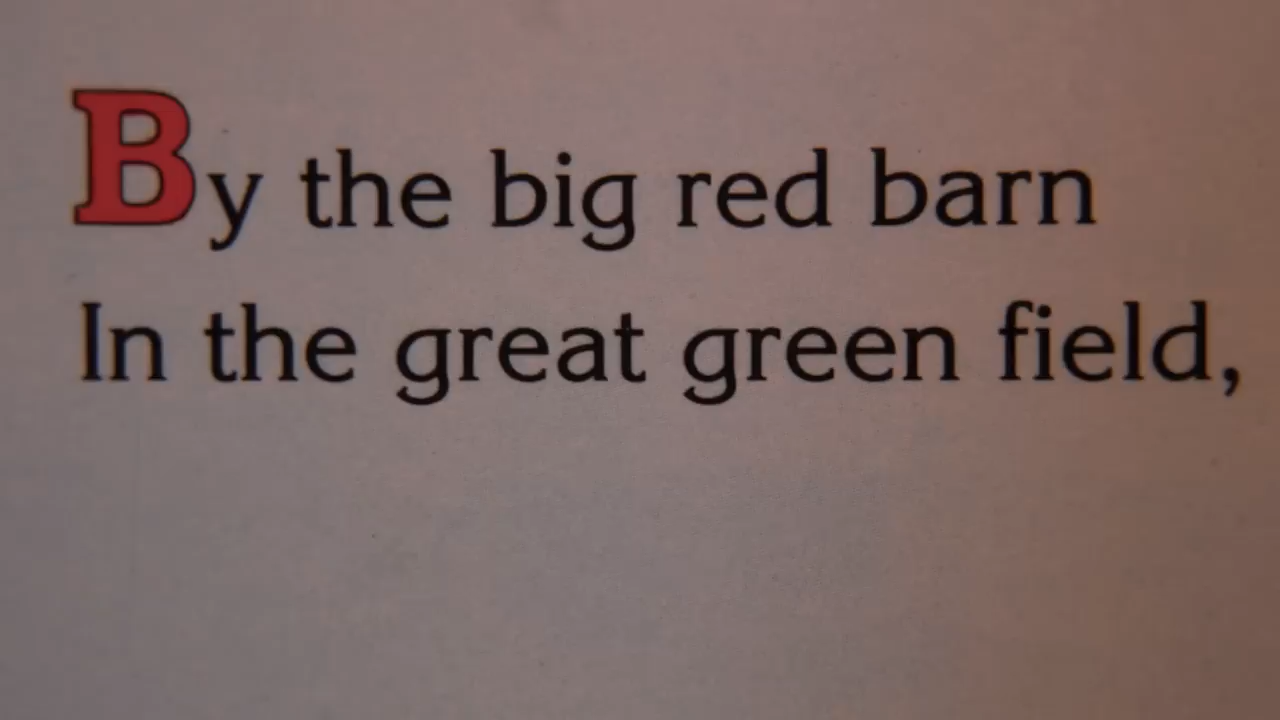 By the big red barn
In the great green field,